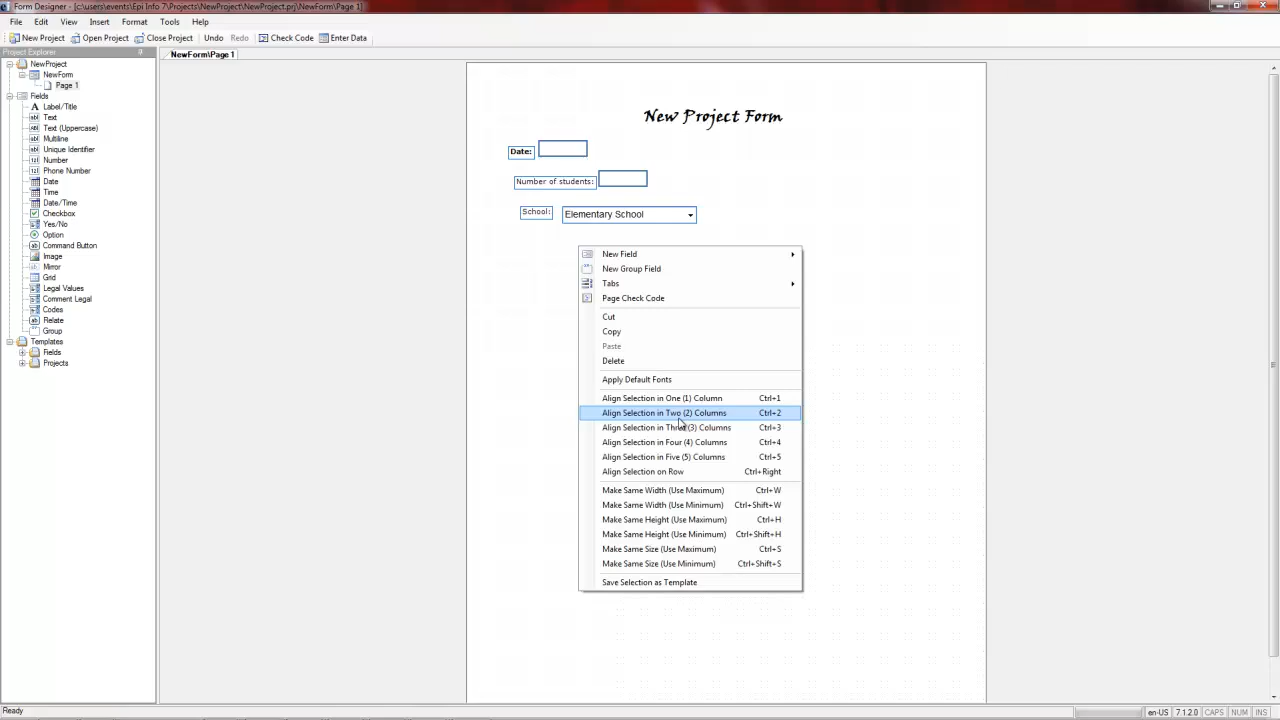 Form Designer - [c:\users\events\Epi Info 7\Projects\NewProject\NewProject.prj\NewForm\Page 1]
File Edit View Insert Format Tools Help
New Project Open Project Close Project Undo Redo Check Code Enter Data
Project Explorer
NewForm\Page 1
NewProject
NewForm
Page 1
Fields
Label/Title
Text
Text (Uppercase)
Multiline
Unique Identifier
Number
Phone Number
Date
Time
Date/Time
Checkbox
Yes/No
Option
Command Button
Image
Mirror
Grid
Legal Values
Comment Legal
Codes
Relate
Group
Templates
Fields
Projects
New Project Form
Date:
Number of students:
School: Elementary School
New Field
New Group Field
Tabs
Page Check Code
Cut
Copy
Paste
Delete
Apply Default Fonts
Align Selection in One (1) Column Ctrl+1
Align Selection in Two (2) Columns Ctrl+2
Align Selection in Three (3) Columns Ctrl+3
Align Selection in Four (4) Columns Ctrl+4
Align Selection in Five (5) Columns Ctrl+5
Align Selection on Row Ctrl+Right
Make Same Width (Use Maximum) Ctrl+W
Make Same Width (Use Minimum) Ctrl+Shift+W
Make Same Height (Use Maximum) Ctrl+H
Make Same Height (Use Minimum) Ctrl+Shift+H
Make Same Size (Use Maximum) Ctrl+S
Make Same Size (Use Minimum) Ctrl+Shift+S
Save Selection as Template
Ready en-US 7.1.2.0 CAPS NUM INS